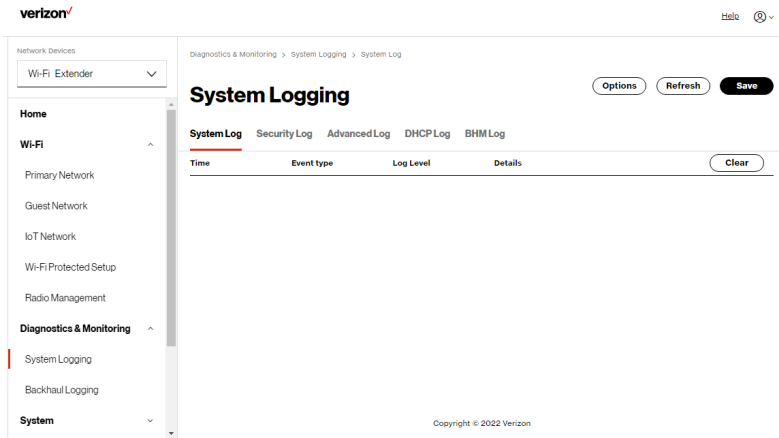 verizon
Help
Network Devices
Wi-Fi Extender
Home
Wi-Fi
Primary Network
Guest Network
IoT Network
Wi-Fi Protected Setup
Radio Management
Diagnostics & Monitoring
System Logging
Backhaul Logging
System
Diagnostics & Monitoring > System Logging > System Log
System Logging
Options Refresh Save
System Log Security Log Advanced Log DHCP Log BHM Log
Time Event type Log Level Details Clear
Copyright © 2022 Verizon